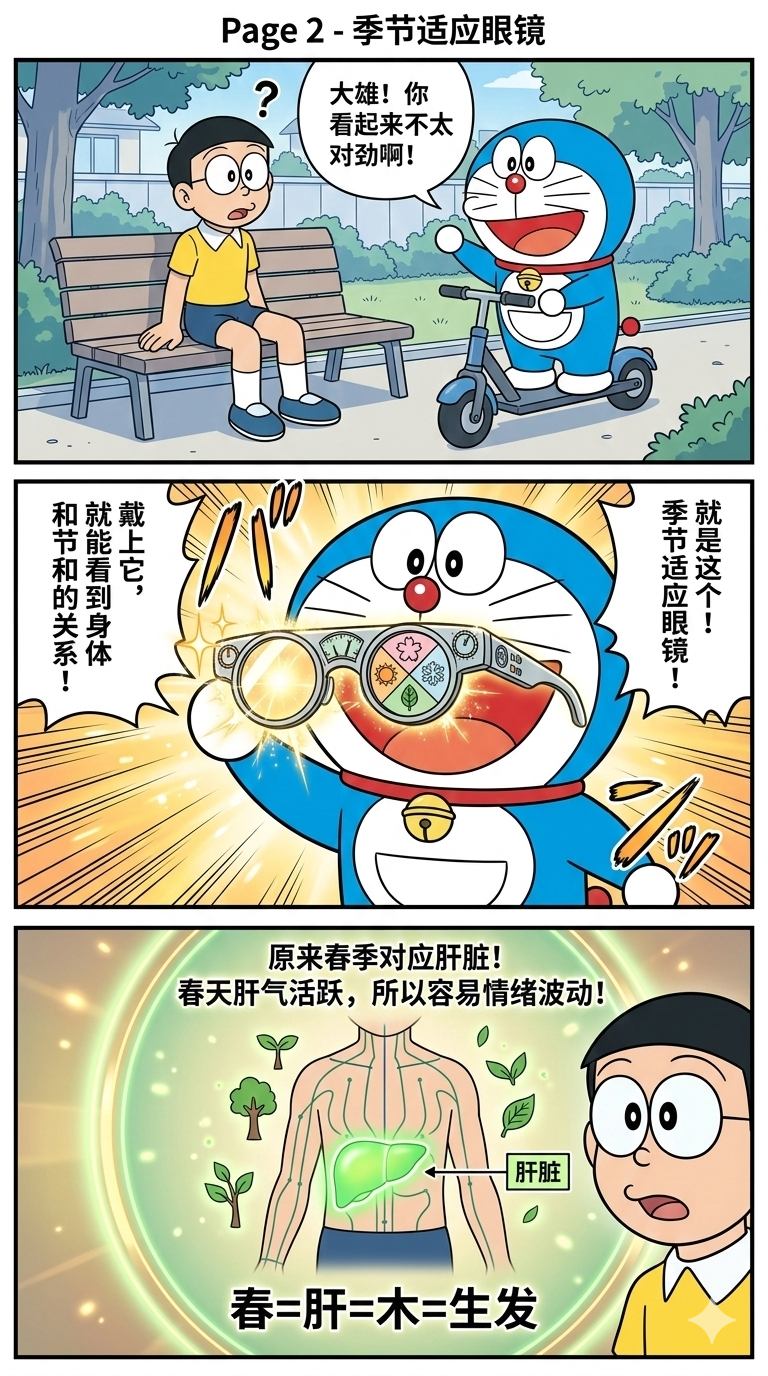 Page 2 - 季节适应眼镜
?
大雄！你
看起来不太
对劲啊！
就是这个！
季节适应眼镜！
戴上它，
就能看到身体
和节和的关系！
バ
原来春季对应肝脏！
春天肝气活跃，所以容易情绪波动！
肝脏
春=肝=木=生发